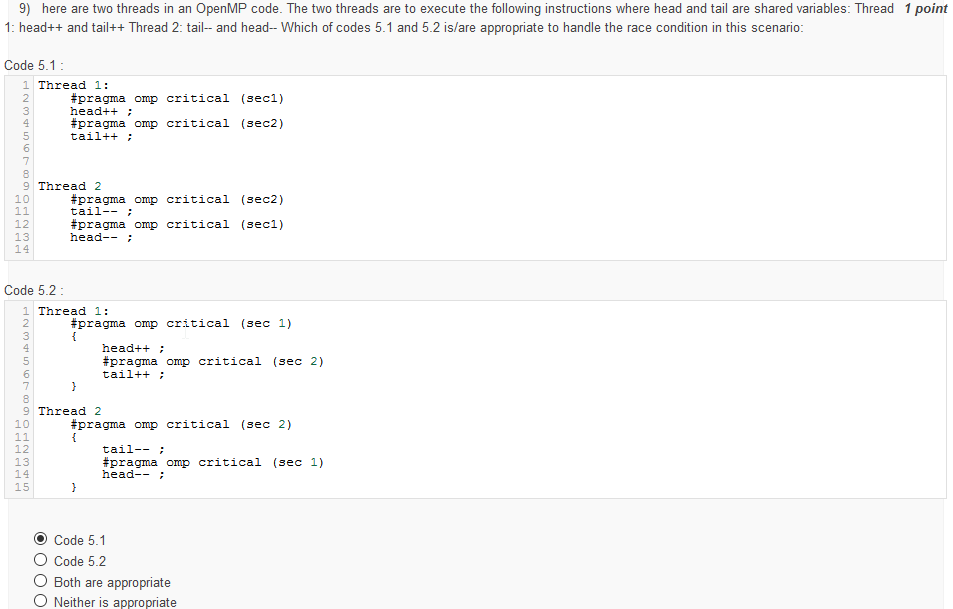 9) here are two threads in an OpenMP code. The two threads are to execute the following instructions where head and tail are shared variables: Thread 1 point
1: head++ and tail++ Thread 2: tail-- and head-- Which of codes 5.1 and 5.2 is/are appropriate to handle the race condition in this scenario:
Code 5.1 :
1 Thread 1:
2 #pragma omp critical (sec1)
3 head++ ;
4 #pragma omp critical (sec2)
5 tail++ ;
6
7
8
9 Thread 2
10 #pragma omp critical (sec2)
11 tail-- ;
12 #pragma omp critical (sec1)
13 head-- ;
14
Code 5.2 :
1 Thread 1:
2 #pragma omp critical (sec 1)
3 {
4 head++ ;
5 #pragma omp critical (sec 2)
6 tail++ ;
7 }
8
9 Thread 2
10 #pragma omp critical (sec 2)
11 {
12 tail-- ;
13 #pragma omp critical (sec 1)
14 head-- ;
15 }
Code 5.1
Code 5.2
Both are appropriate
Neither is appropriate